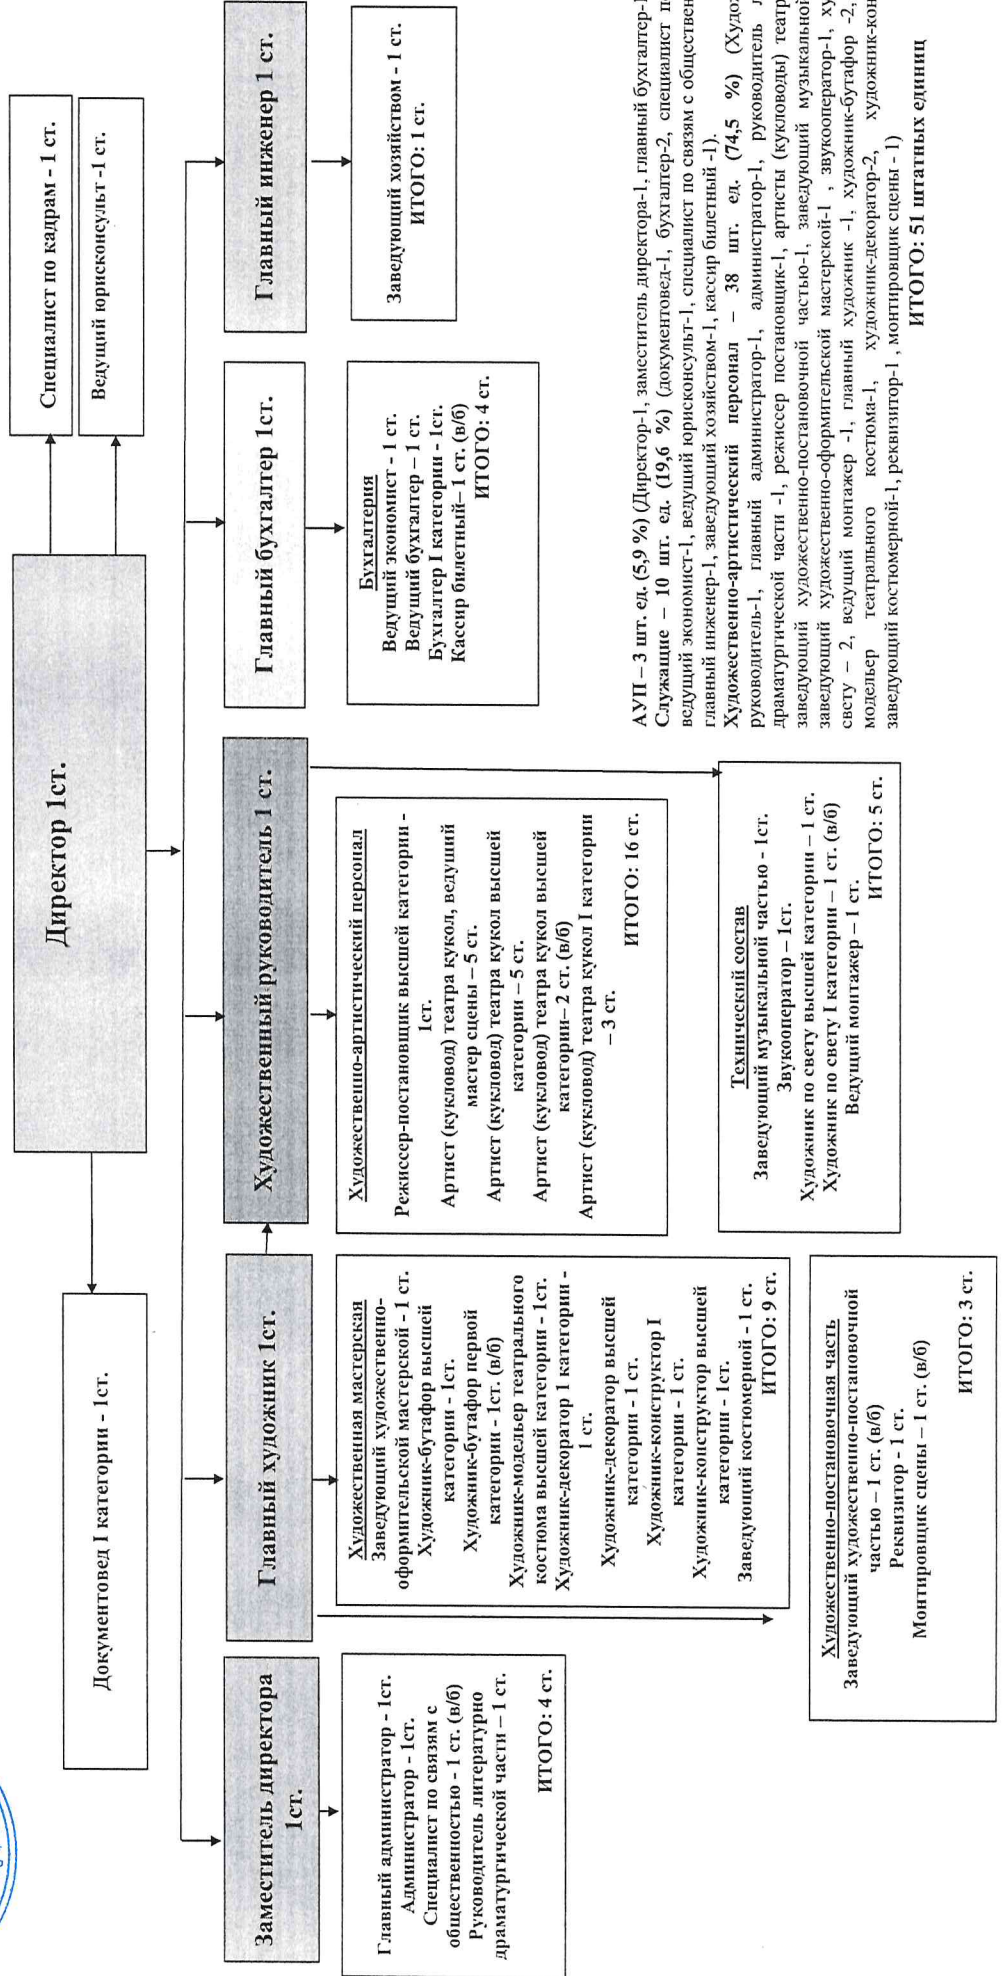 Директор 1ст.
Документовед I категории - 1ст.
Специалист по кадрам - 1 ст.
Ведущий юрисконсульт -1 ст.
Заместитель директора
1ст.
Главный художник 1ст.
Художественный руководитель 1 ст.
Главный бухгалтер 1ст.
Главный инженер 1 ст.
Главный администратор - 1ст.
Администратор - 1ст.
Специалист по связям с
общественностью - 1 ст. (в/б)
Руководитель литературно
драматургической части – 1 ст.
ИТОГО: 4 ст.
Художественная мастерская
Заведующий художественно-
оформительской мастерской - 1 ст.
Художник-бутафор высшей
категории - 1ст.
Художник-бутафор первой
категории - 1ст. (в/б)
Художник-модельер театрального
костюма высшей категории - 1ст.
Художник-декоратор 1 категории -
1 ст.
Художник-декоратор высшей
категории - 1 ст.
Художник-конструктор I
категории - 1 ст.
Художник-конструктор высшей
категории - 1ст.
Заведующий костюмерной - 1 ст.
ИТОГО: 9 ст.
Художественно-постановочная часть
Заведующий художественно-постановочной
частью – 1 ст. (в/б)
Реквизитор - 1 ст.
Монтировщик сцены – 1 ст. (в/б)
ИТОГО: 3 ст.
Художественно-артистический персонал
Режиссер-постановщик высшей категории -
1ст.
Артист (кукловод) театра кукол, ведущий
мастер сцены – 5 ст.
Артист (кукловод) театра кукол высшей
категории – 5 ст.
Артист (кукловод) театра кукол высшей
категории– 2 ст. (в/б)
Артист (кукловод) театра кукол I категории
– 3 ст.
ИТОГО: 16 ст.
Технический состав
Заведующий музыкальной частью - 1ст.
Звукооператор – 1ст.
Художник по свету высшей категории – 1 ст.
Художник по свету I категории – 1 ст. (в/б)
Ведущий монтажер – 1 ст.
ИТОГО: 5 ст.
Бухгалтерия
Ведущий экономист - 1 ст.
Ведущий бухгалтер – 1 ст.
Бухгалтер I категории - 1ст.
Кассир билетный– 1 ст. (в/б)
ИТОГО: 4 ст.
Заведующий хозяйством - 1 ст.
ИТОГО: 1 ст.
АУП – 3 шт. ед. (5,9 %) (Директор-1, заместитель директора-1, главный бухгалтер-1
Служащие – 10 шт. ед. (19,6 %) (документовед-1, бухгалтер-2, специалист по
ведущий экономист-1, ведущий юрисконсульт-1, специалист по связям с обществен
главный инженер-1, заведующий хозяйством-1, кассир билетный -1).
Художественно-артистический персонал – 38 шт. ед. (74,5 %) (Худож
руководитель-1, главный администратор-1, администратор-1, руководитель л
драматургической части -1, режиссер постановщик-1, артисты (кукловоды) театр
заведующий художественно-постановочной частью-1, заведующий музыкальной
заведующий художественно-оформительской мастерской-1 , звукооператор-1, ху
свету – 2, ведущий монтажер -1, главный художник -1, художник-бутафор -2,
модельер театрального костюма-1, художник-декоратор-2, художник-кон
заведующий костюмерной-1, реквизитор-1 , монтировщик сцены - 1)
ИТОГО: 51 штатных единиц